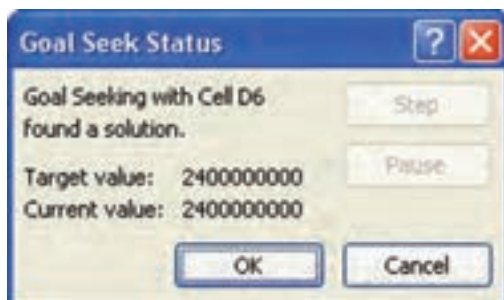 Goal Seek Status
?
Goal Seeking with Cell D6
found a solution.
Step
Pause
Target value: 2400000000
Current value: 2400000000
OK
Cancel